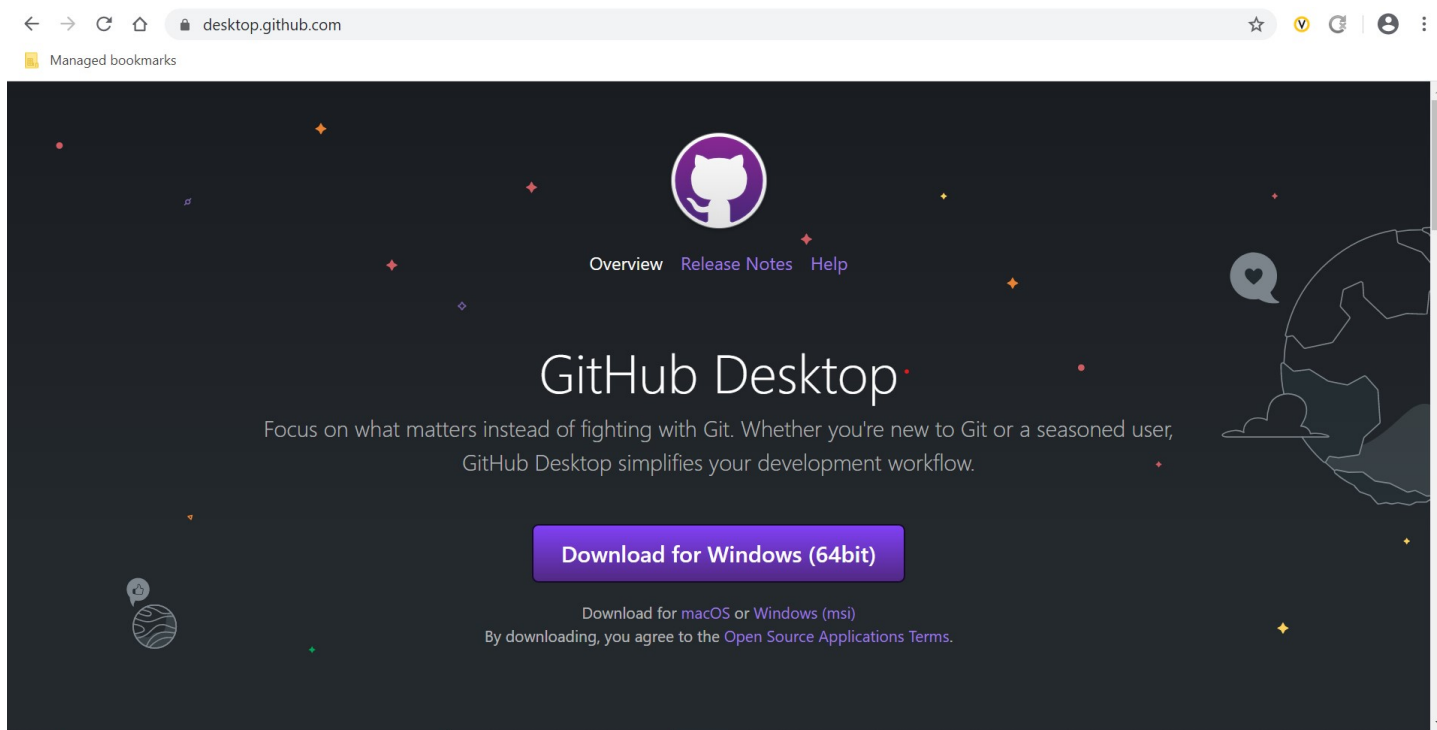 desktop.github.com
Managed bookmarks
Overview Release Notes Help
GitHub Desktop
Focus on what matters instead of fighting with Git. Whether you're new to Git or a seasoned user,
GitHub Desktop simplifies your development workflow.
Download for Windows (64bit)
Download for macOS or Windows (msi)
By downloading, you agree to the Open Source Applications Terms.